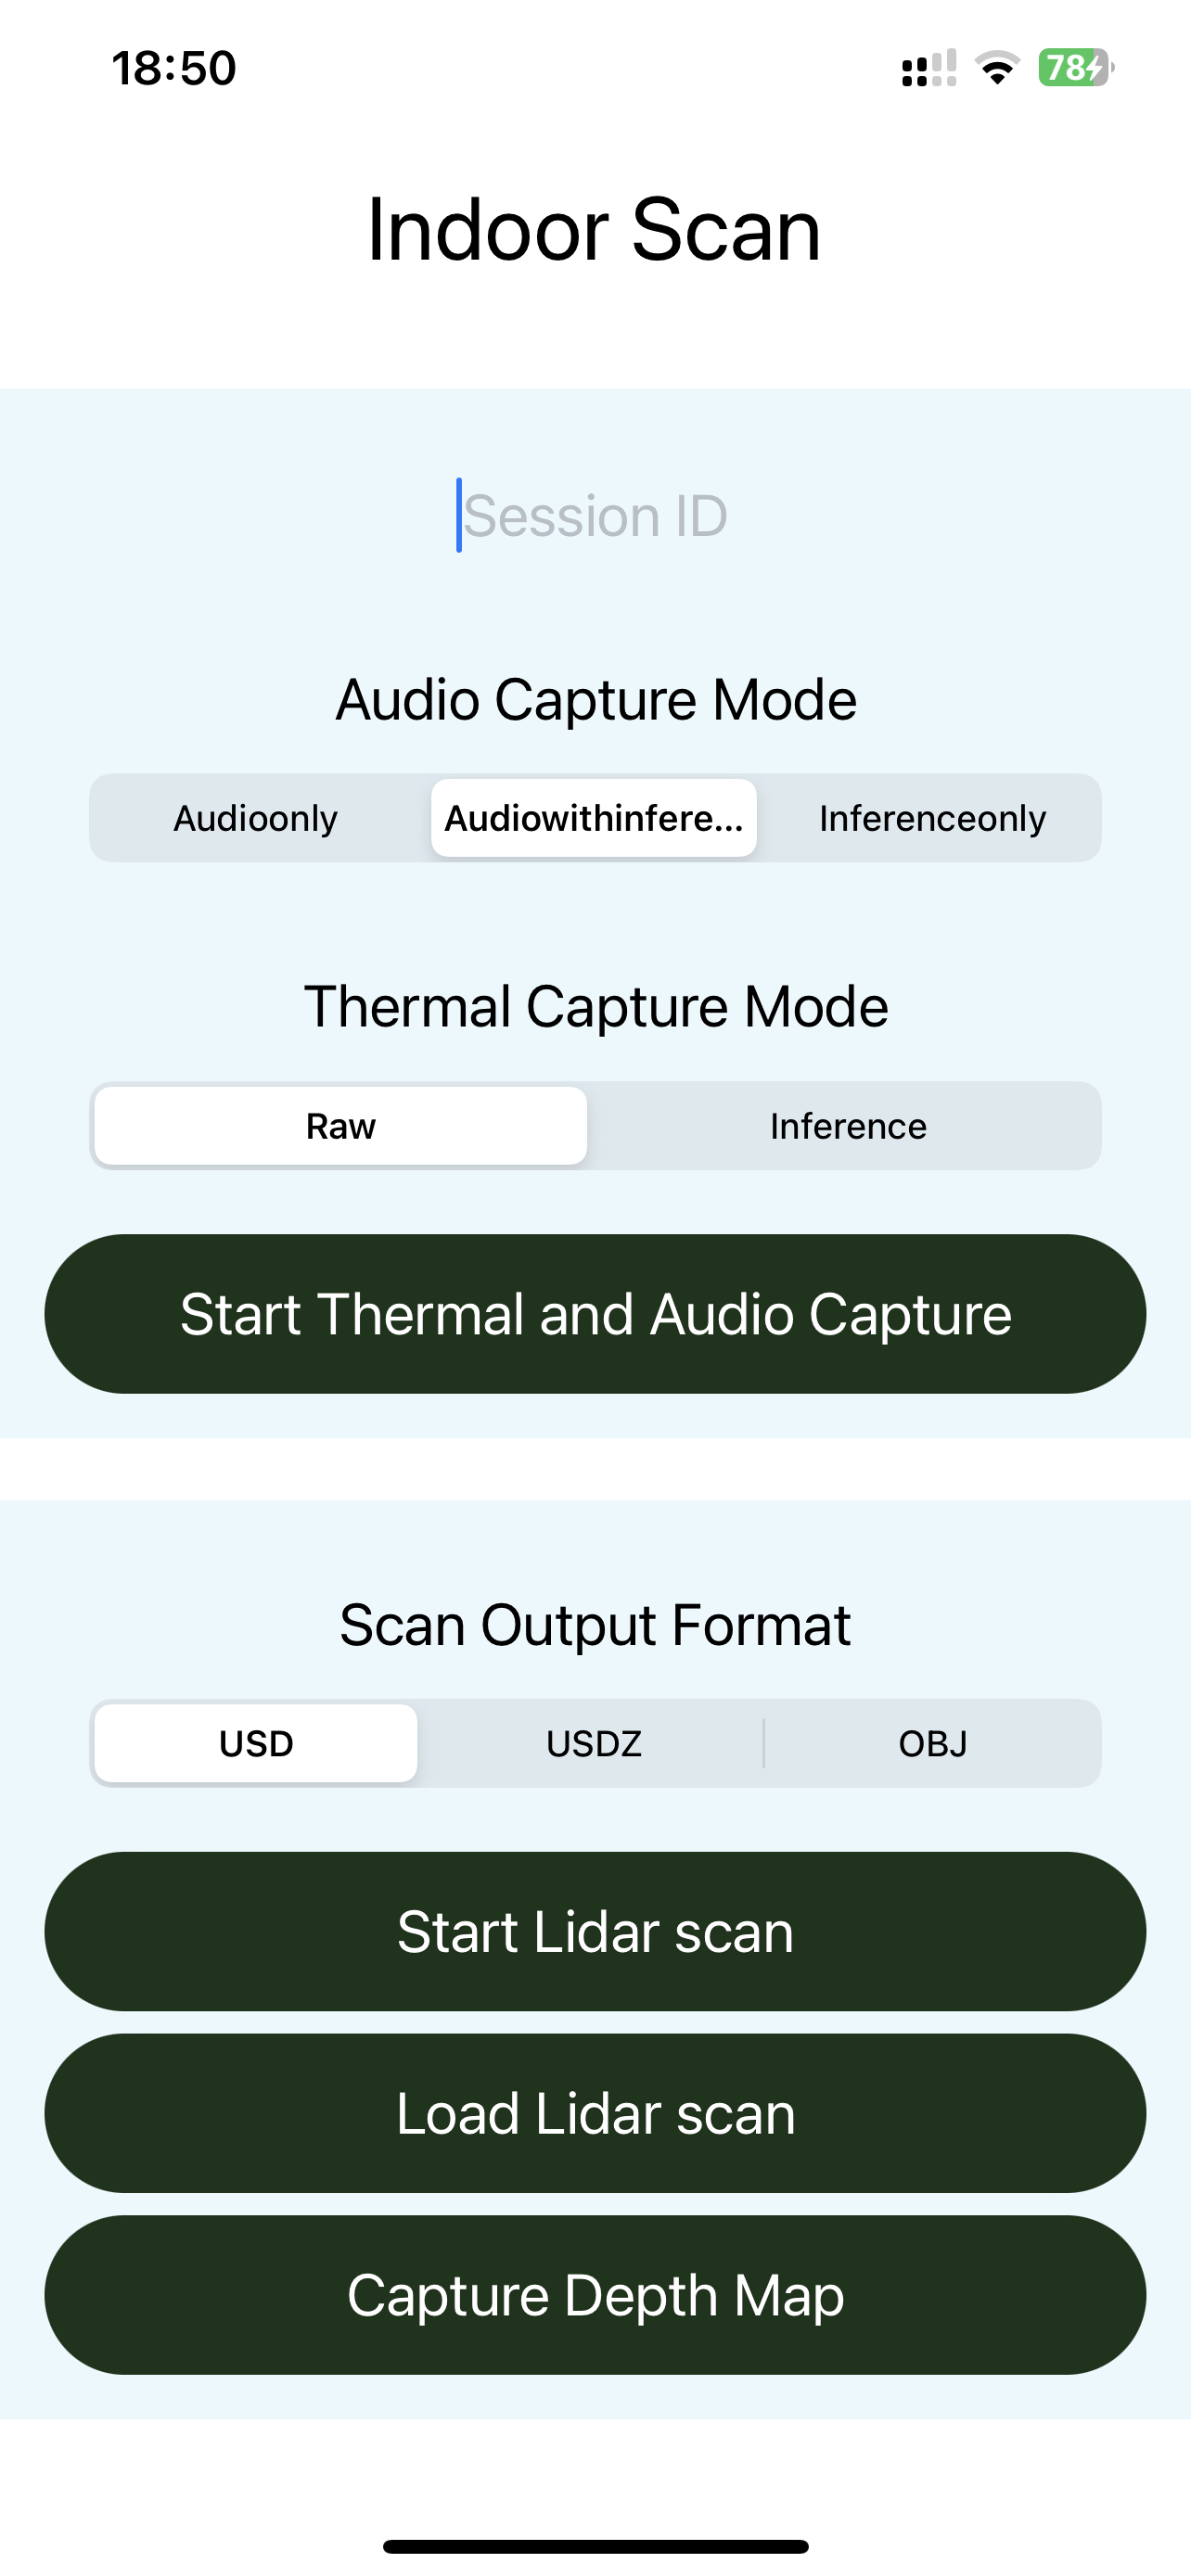 18:50
78
Indoor Scan
Session ID
Audio Capture Mode
Audioonly
Audiowithinfere...
Inferenceonly
Thermal Capture Mode
Raw
Inference
Start Thermal and Audio Capture
Scan Output Format
USD
USDZ
OBJ
Start Lidar scan
Load Lidar scan
Capture Depth Map